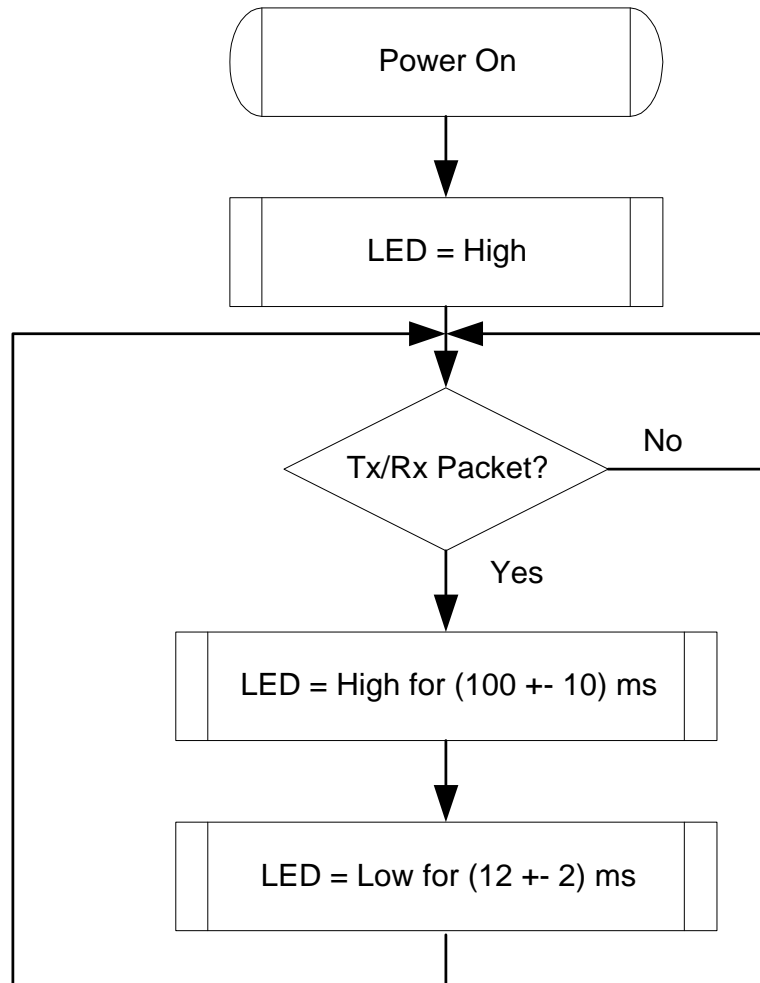 Power On
LED = High
Tx/Rx Packet?
No
Yes
LED = High for (100 +- 10) ms
LED = Low for (12 +- 2) ms